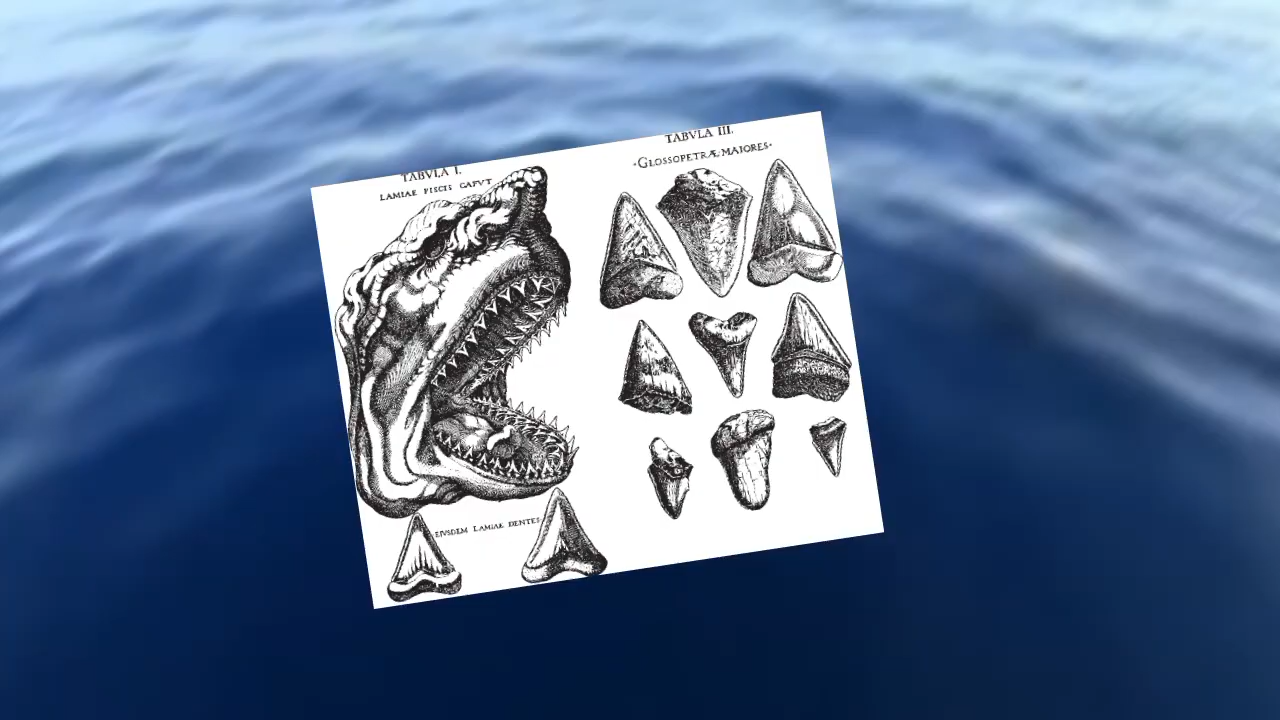 TABVLA I.
LAMIAE PISCIS CAPVT
EIVSDEM LAMIAE DENTES
TABVLA III.
·GLOSSOPETRÆ·MAIORES·